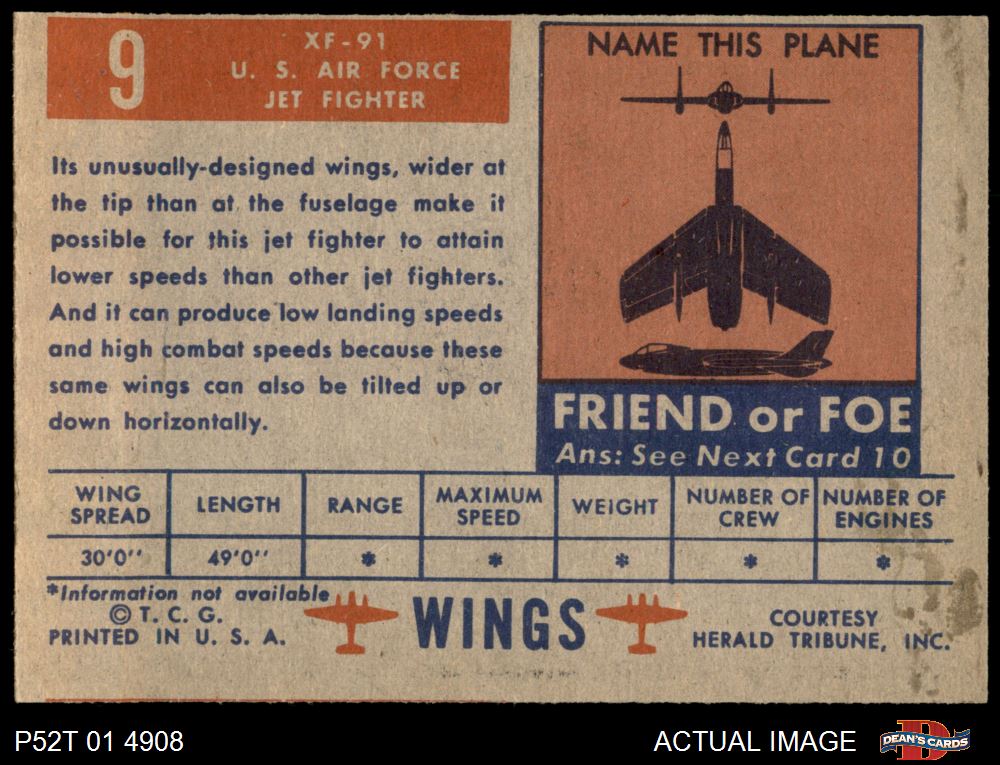 9
XF-91
U. S. AIR FORCE
JET FIGHTER
Its unusually-designed wings, wider at
the tip than at the fuselage make it
possible for this jet fighter to attain
lower speeds than other jet fighters.
And it can produce low landing speeds
and high combat speeds because these
same wings can also be tilted up or
down horizontally.
NAME THIS PLANE
FRIEND or FOE
Ans: See Next Card 10
WING SPREAD LENGTH RANGE MAXIMUM SPEED WEIGHT NUMBER OF CREW NUMBER OF ENGINES
30'0'' 49'0'' * * * * *
*Information not available
© T. C. G.
PRINTED IN U. S. A.
WINGS
COURTESY
HERALD TRIBUNE, INC.
P52T 01 4908
ACTUAL IMAGE
D
DEAN'S CARDS